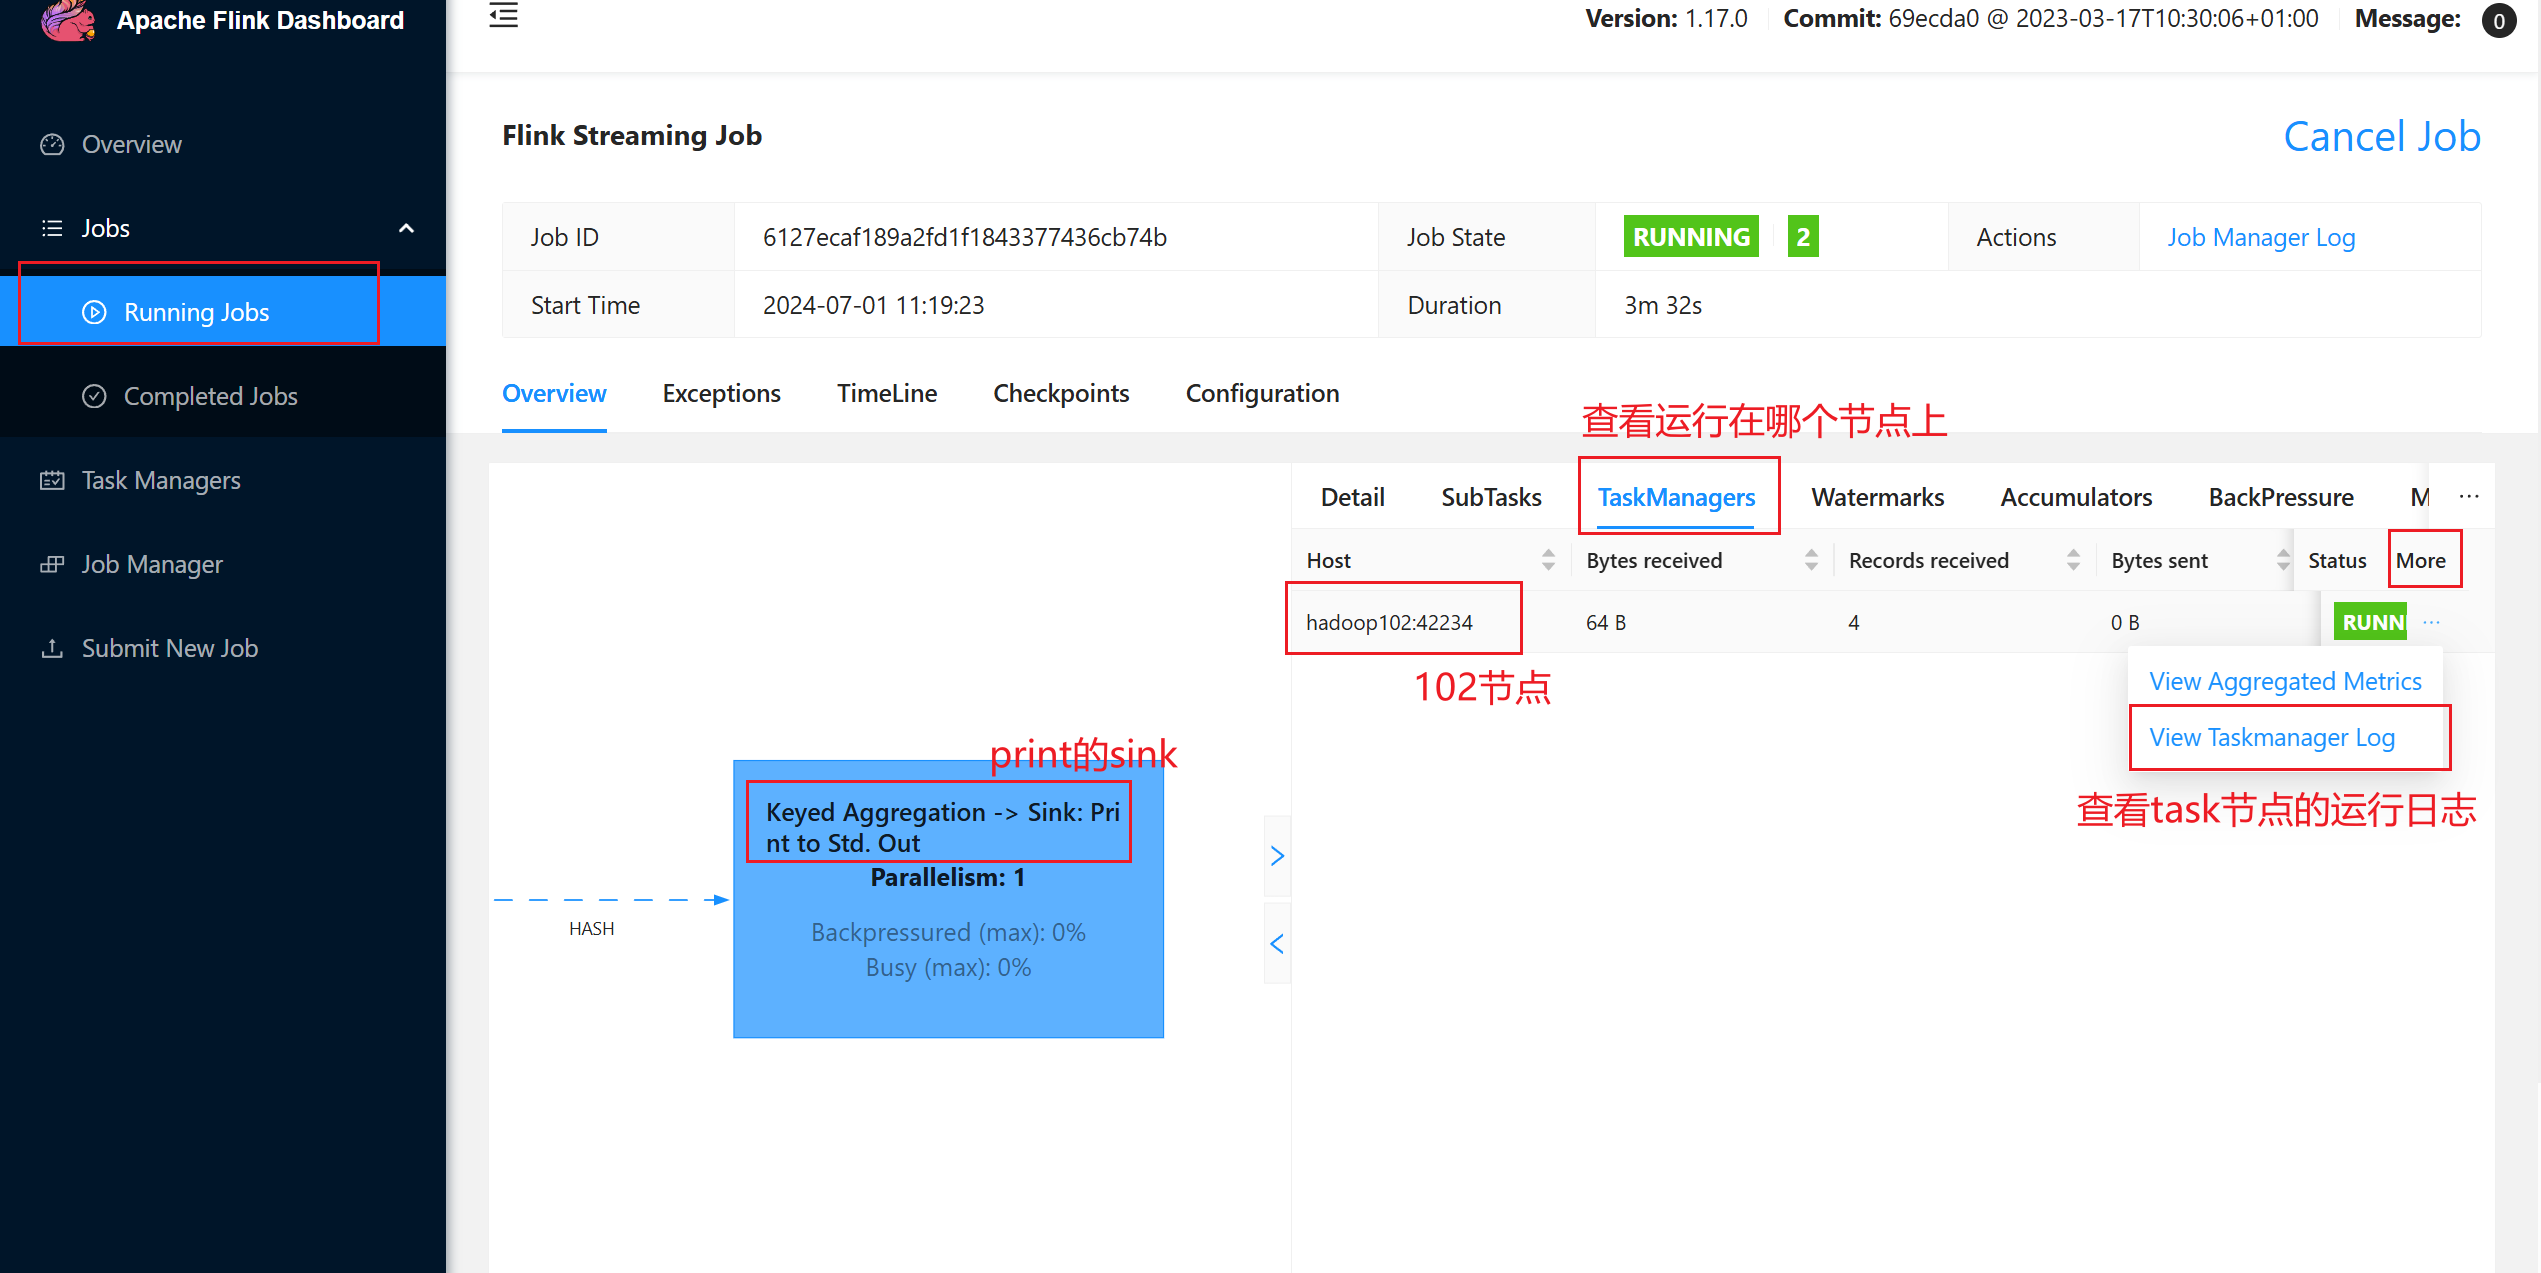 Apache Flink Dashboard
Version: 1.17.0 Commit: 69ecda0 @ 2023-03-17T10:30:06+01:00 Message: 0
Overview
Jobs
Running Jobs
Completed Jobs
Task Managers
Job Manager
Submit New Job
Flink Streaming Job
Cancel Job
Job ID 6127ecaf189a2fd1f1843377436cb74b Job State RUNNING 2 Actions Job Manager Log
Start Time 2024-07-01 11:19:23 Duration 3m 32s
Overview Exceptions TimeLine Checkpoints Configuration
查看运行在哪个节点上
Detail SubTasks TaskManagers Watermarks Accumulators BackPressure M ···
Host Bytes received Records received Bytes sent Status More
hadoop102:42234 64 B 4 0 B RUNN ···
102节点
View Aggregated Metrics
View Taskmanager Log
查看task节点的运行日志
print的sink
Keyed Aggregation -> Sink: Pri
nt to Std. Out
Parallelism: 1
Backpressured (max): 0%
Busy (max): 0%
HASH